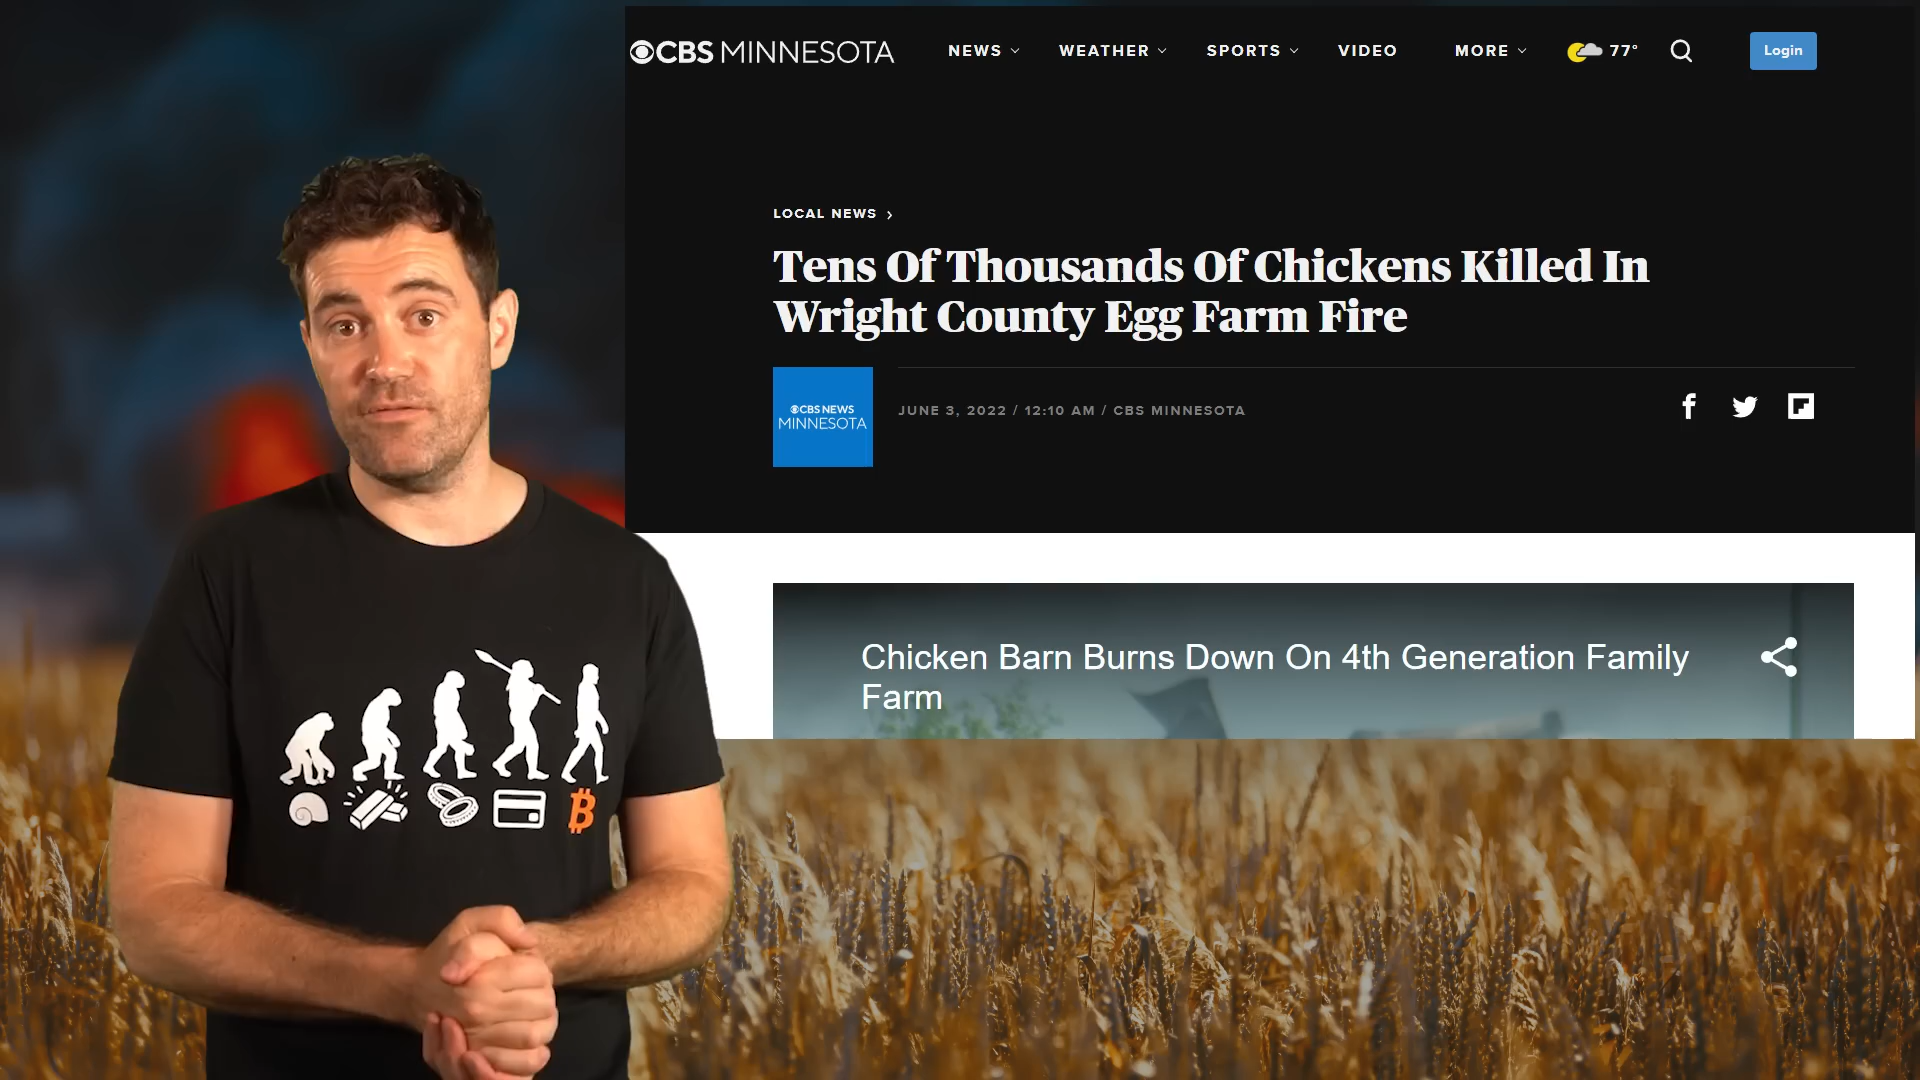 CBS MINNESOTA NEWS WEATHER SPORTS VIDEO MORE 77° Login
LOCAL NEWS
Tens Of Thousands Of Chickens Killed In
Wright County Egg Farm Fire
CBS NEWS
MINNESOTA
JUNE 3, 2022 / 12:10 AM / CBS MINNESOTA
Chicken Barn Burns Down On 4th Generation Family
Farm